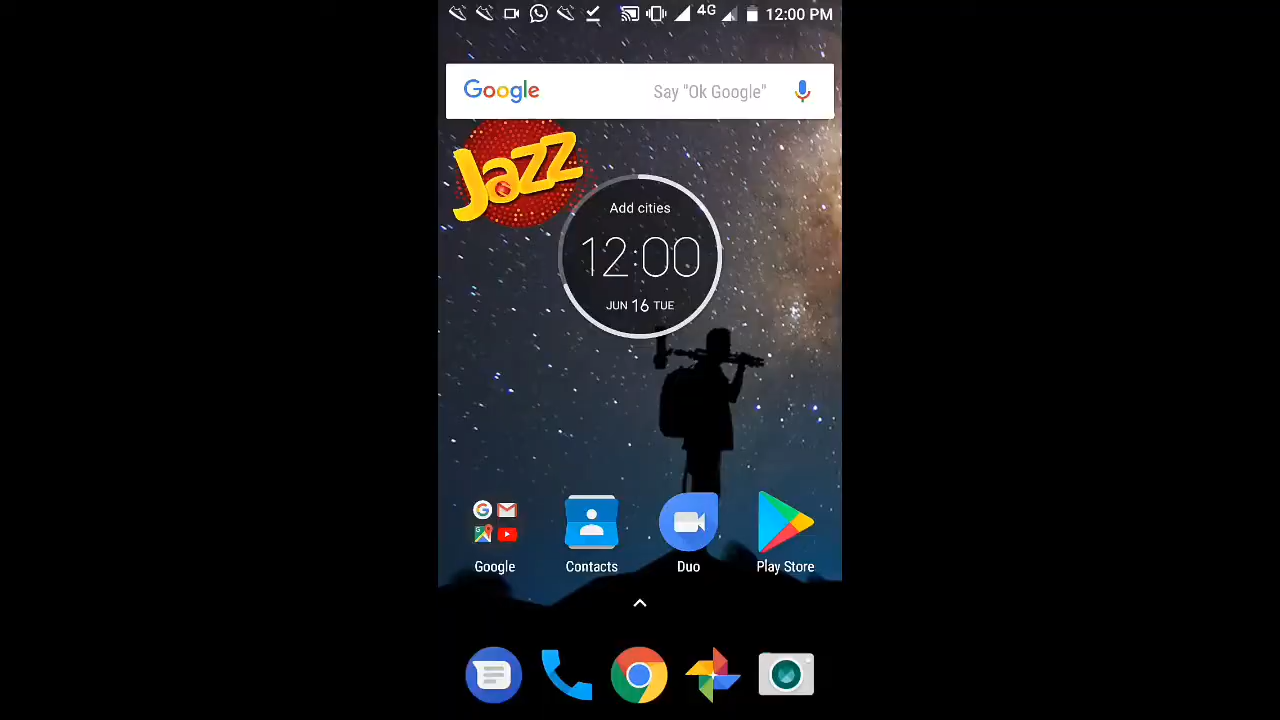 4G 12:00 PM
Google Say "Ok Google"
Jazz
Add cities
12:00
JUN 16 TUE
Google Contacts Duo Play Store